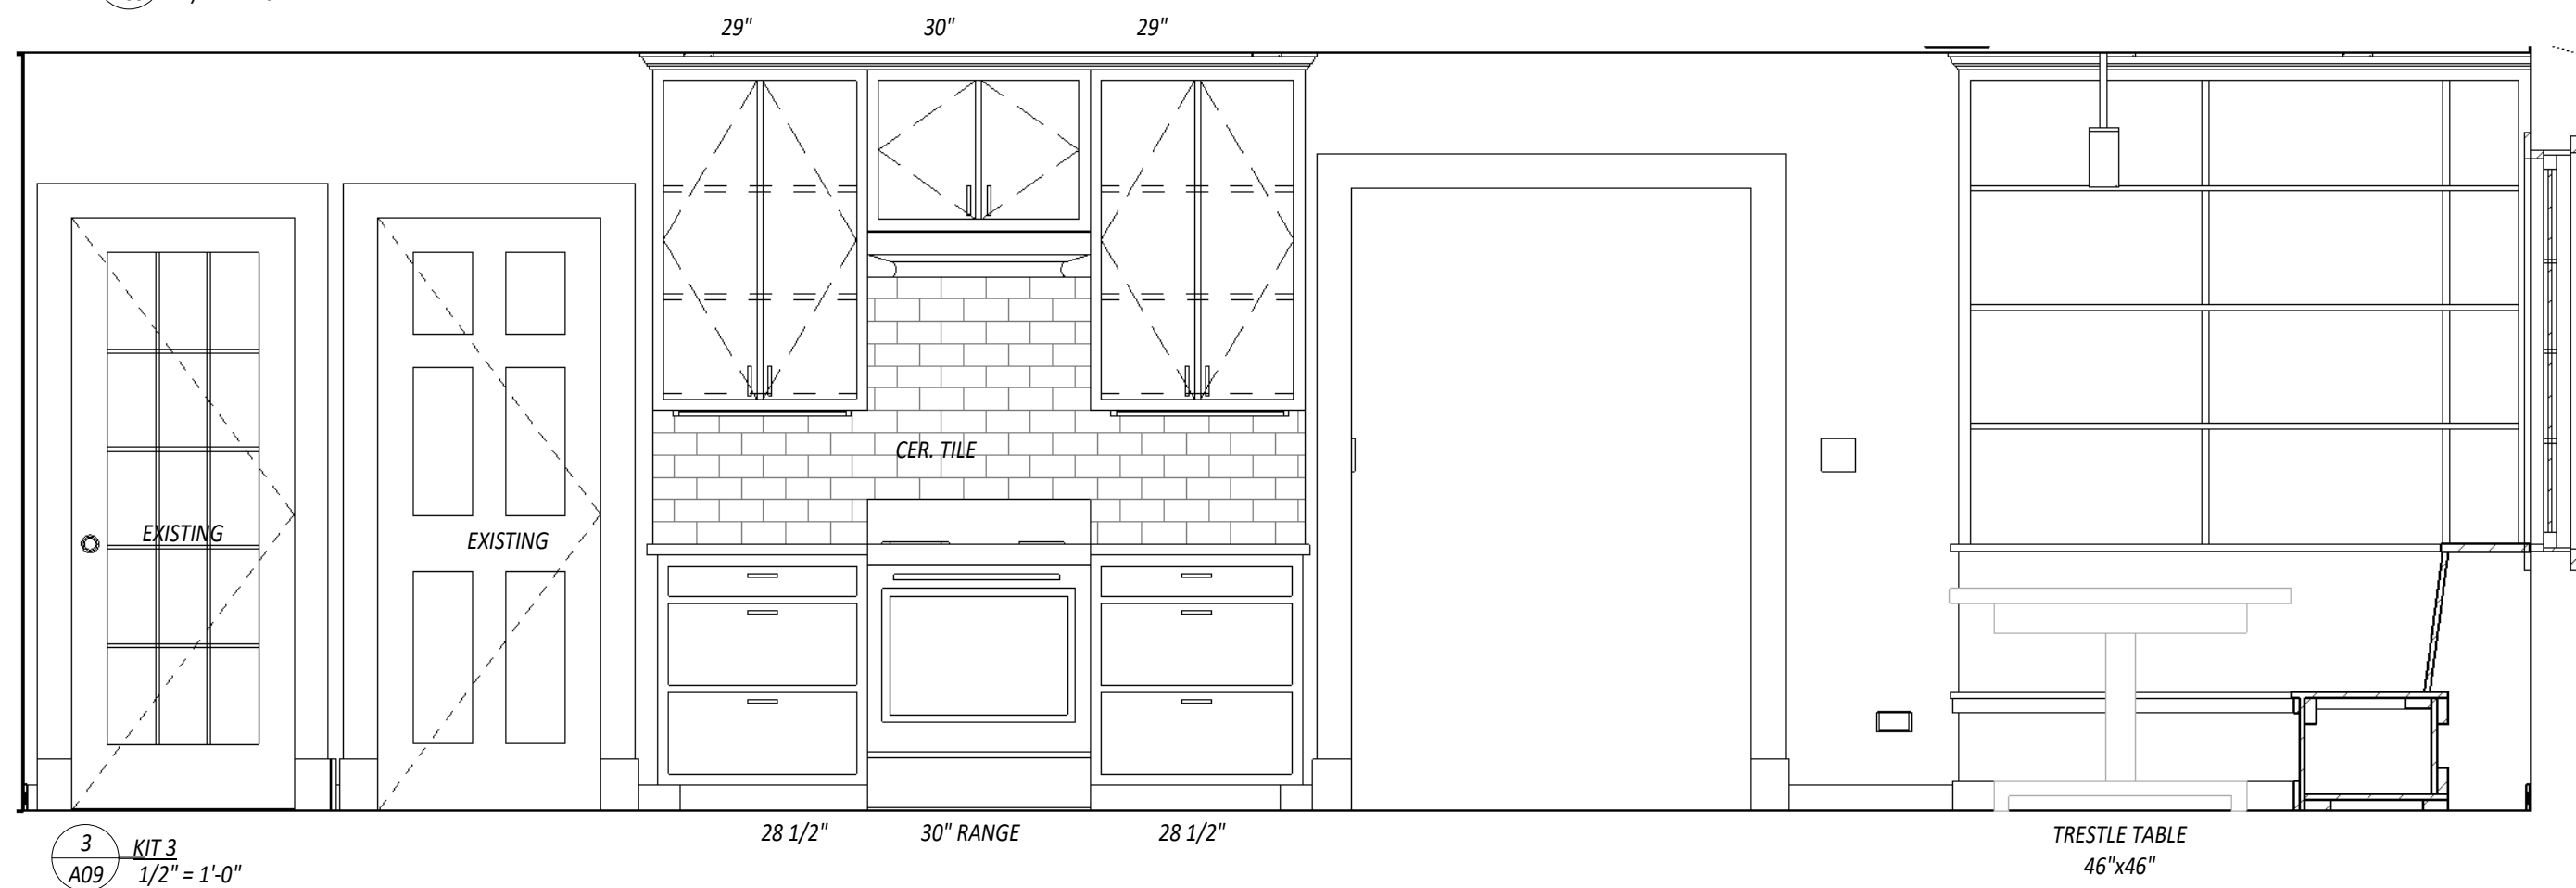 29" 30" 29"
CER. TILE
EXISTING
EXISTING
28 1/2" 30" RANGE 28 1/2"
TRESTLE TABLE
46"x46"
3 KIT 3
A09 1/2" = 1'-0"